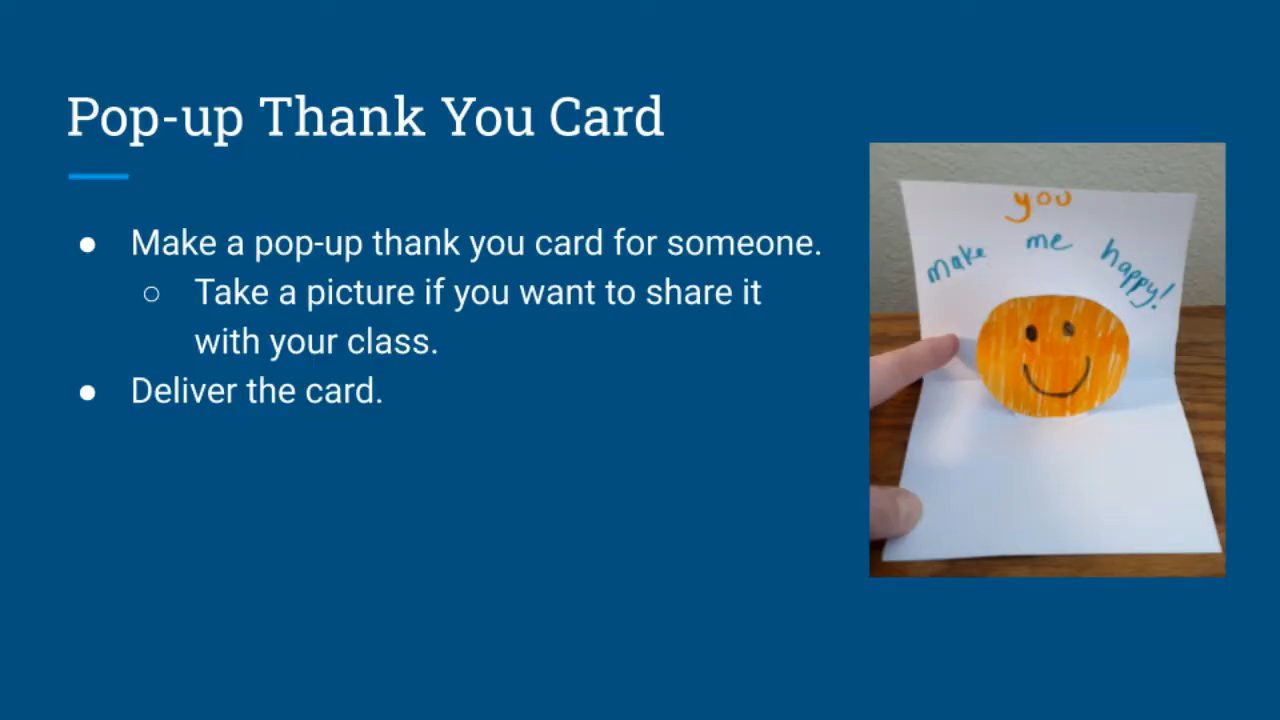 Pop-up Thank You Card
● Make a pop-up thank you card for someone.
○ Take a picture if you want to share it
with your class.
● Deliver the card.
you
make me happy!